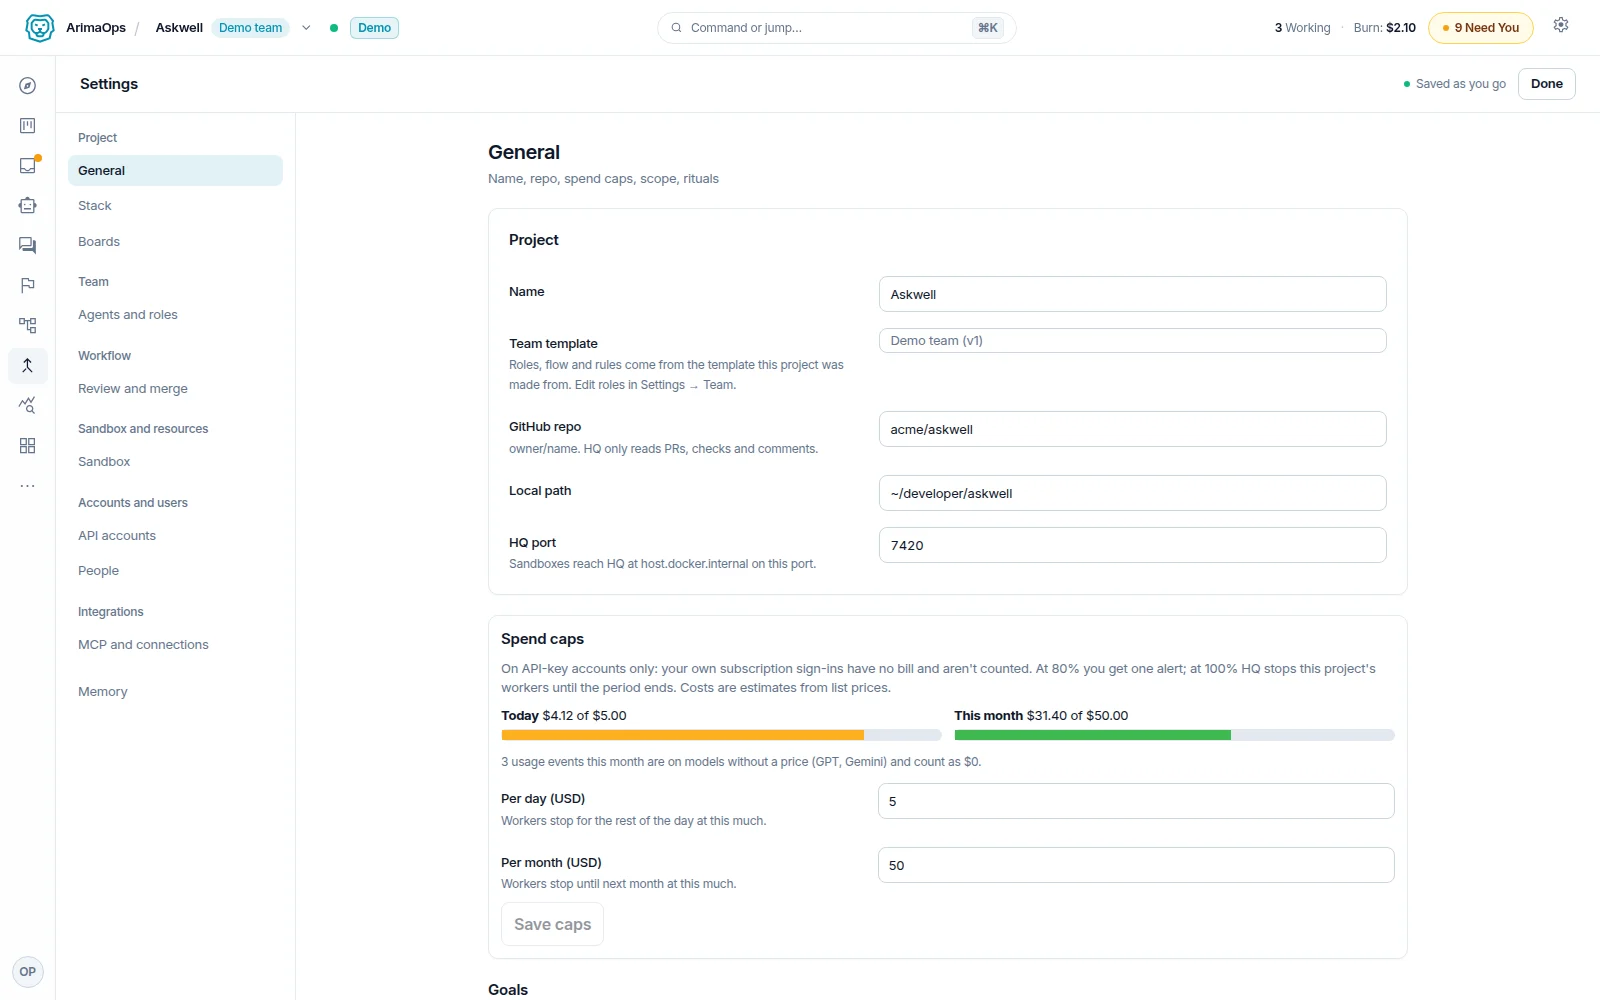 ArimaOps / Askwell Demo team Demo
Command or jump... ⌘K
3 Working · Burn: $2.10 9 Need You
Settings
Saved as you go Done
Project
General
Stack
Boards
Team
Agents and roles
Workflow
Review and merge
Sandbox and resources
Sandbox
Accounts and users
API accounts
People
Integrations
MCP and connections
Memory
OP
General
Name, repo, spend caps, scope, rituals
Project
Name
Askwell
Team template
Demo team (v1)
Roles, flow and rules come from the template this project was
made from. Edit roles in Settings → Team.
GitHub repo
acme/askwell
owner/name. HQ only reads PRs, checks and comments.
Local path
~/developer/askwell
HQ port
7420
Sandboxes reach HQ at host.docker.internal on this port.
Spend caps
On API-key accounts only: your own subscription sign-ins have no bill and aren't counted. At 80% you get one alert; at 100% HQ stops this project's
workers until the period ends. Costs are estimates from list prices.
Today $4.12 of $5.00
This month $31.40 of $50.00
3 usage events this month are on models without a price (GPT, Gemini) and count as $0.
Per day (USD)
5
Workers stop for the rest of the day at this much.
Per month (USD)
50
Workers stop until next month at this much.
Save caps
Goals